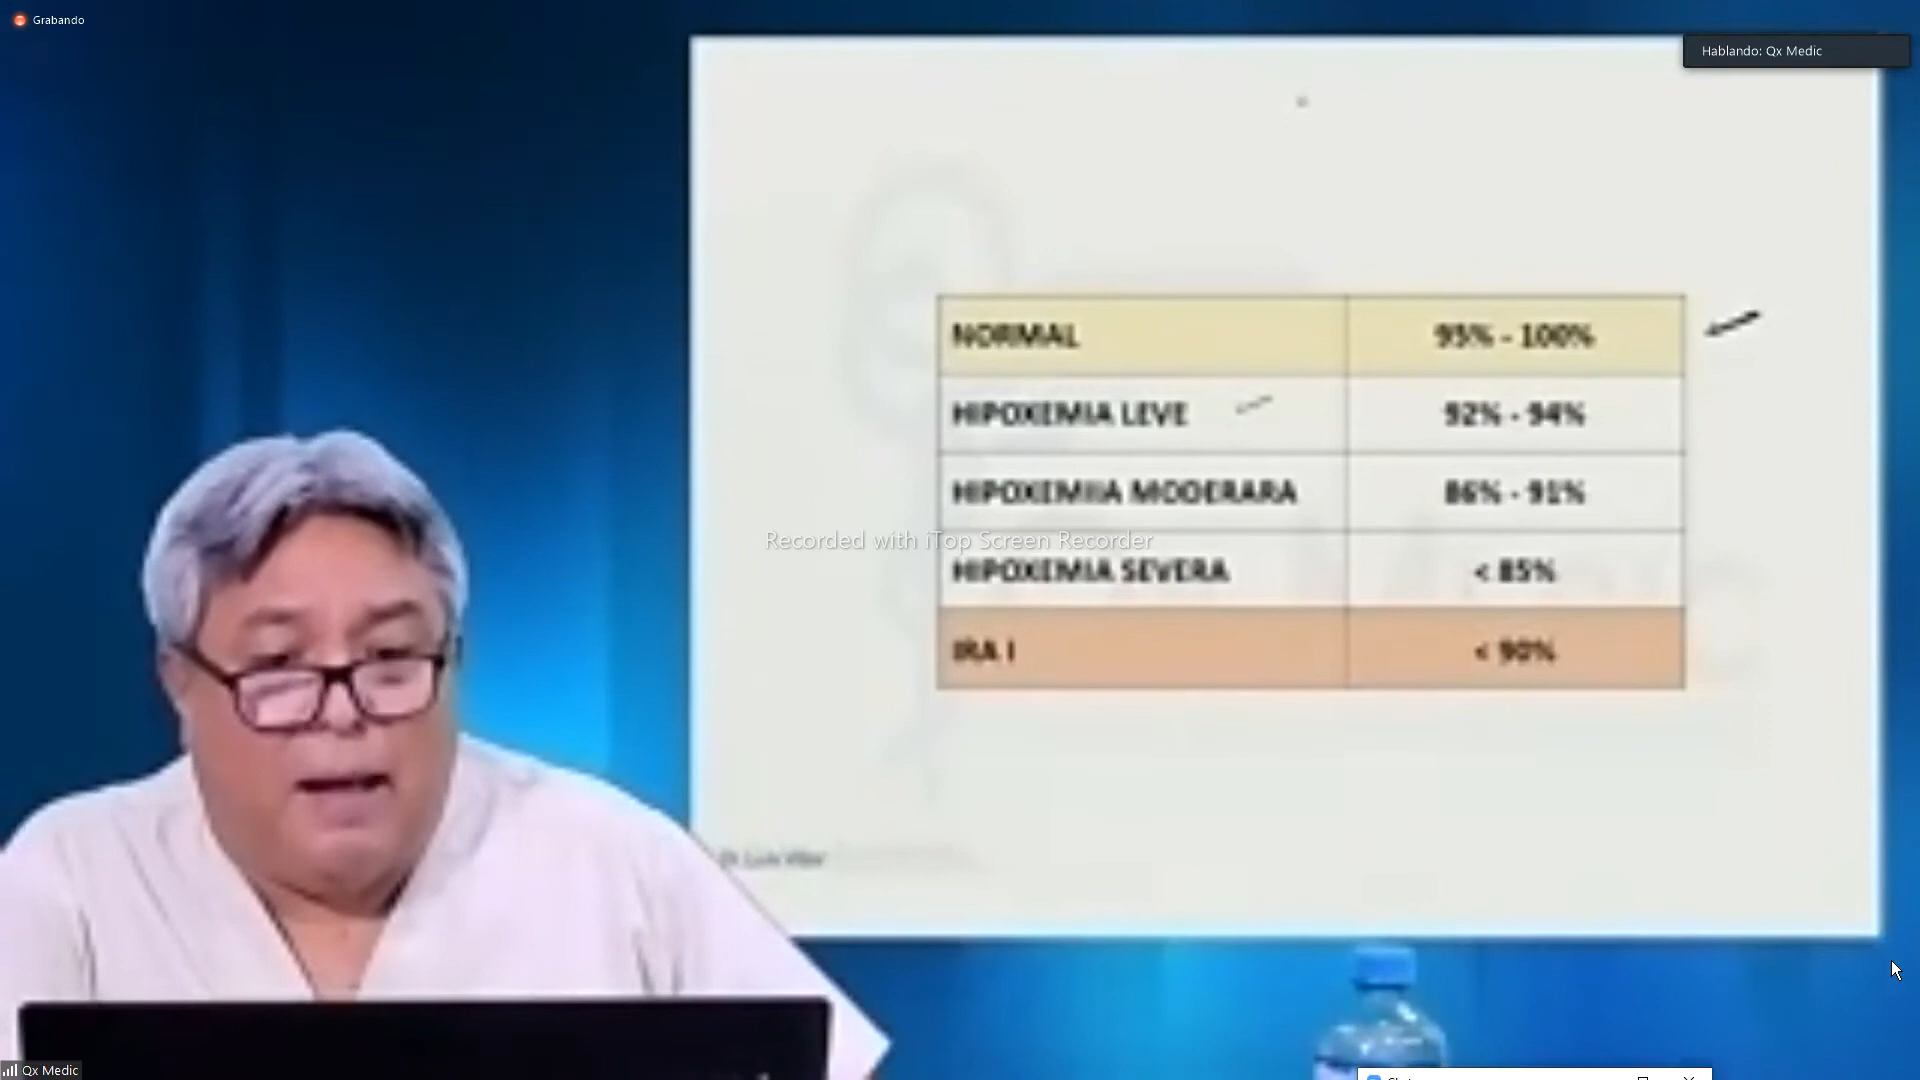 Grabando
Hablando: Qx Medic
NORMAL 95% - 100%
HIPOXEMIA LEVE 92% - 94%
HIPOXEMIIA MODERARA 86% - 91%
Recorded with iTop Screen Recorder
HIPOXEMIA SEVERA < 85%
IRA I < 90%
Qx Medic